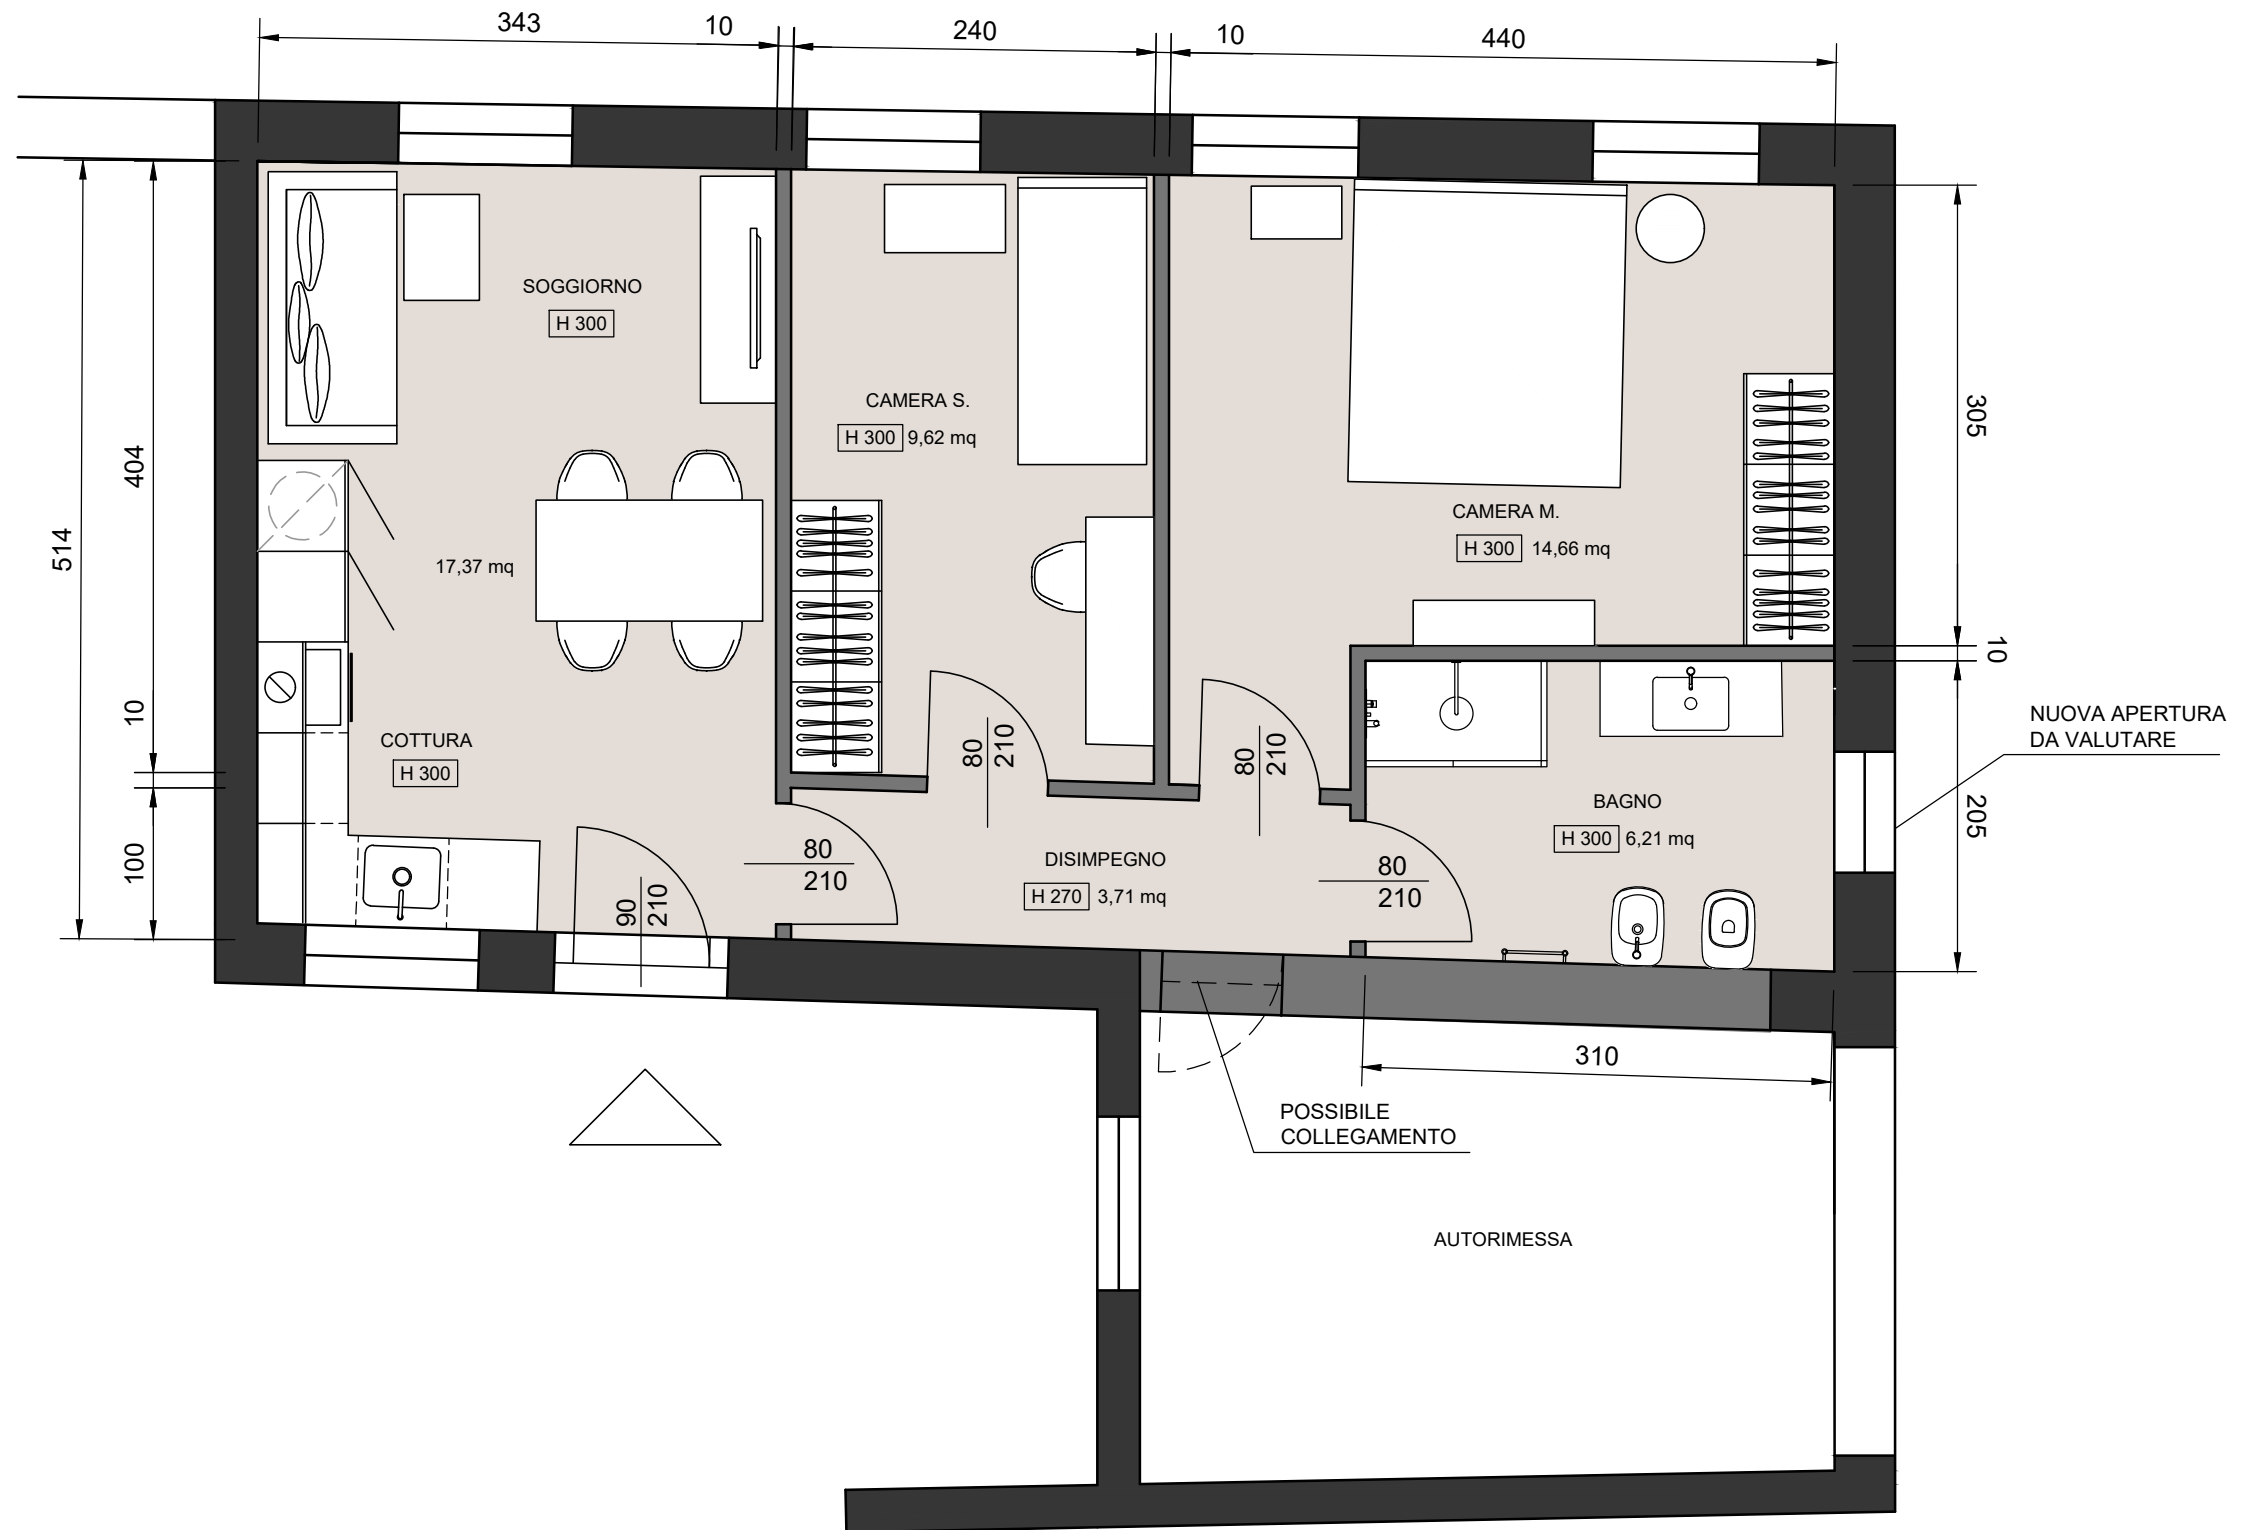 343
10
240
10
440
SOGGIORNO
H 300
CAMERA S.
H 300 9,62 mq
CAMERA M.
H 300 14,66 mq
17,37 mq
COTTURA
H 300
404
514
10
100
305
10
205
80
210
80
210
80
210
80
210
90
210
DISIMPEGNO
H 270 3,71 mq
BAGNO
H 300 6,21 mq
NUOVA APERTURA
DA VALUTARE
310
POSSIBILE
COLLEGAMENTO
AUTORIMESSA